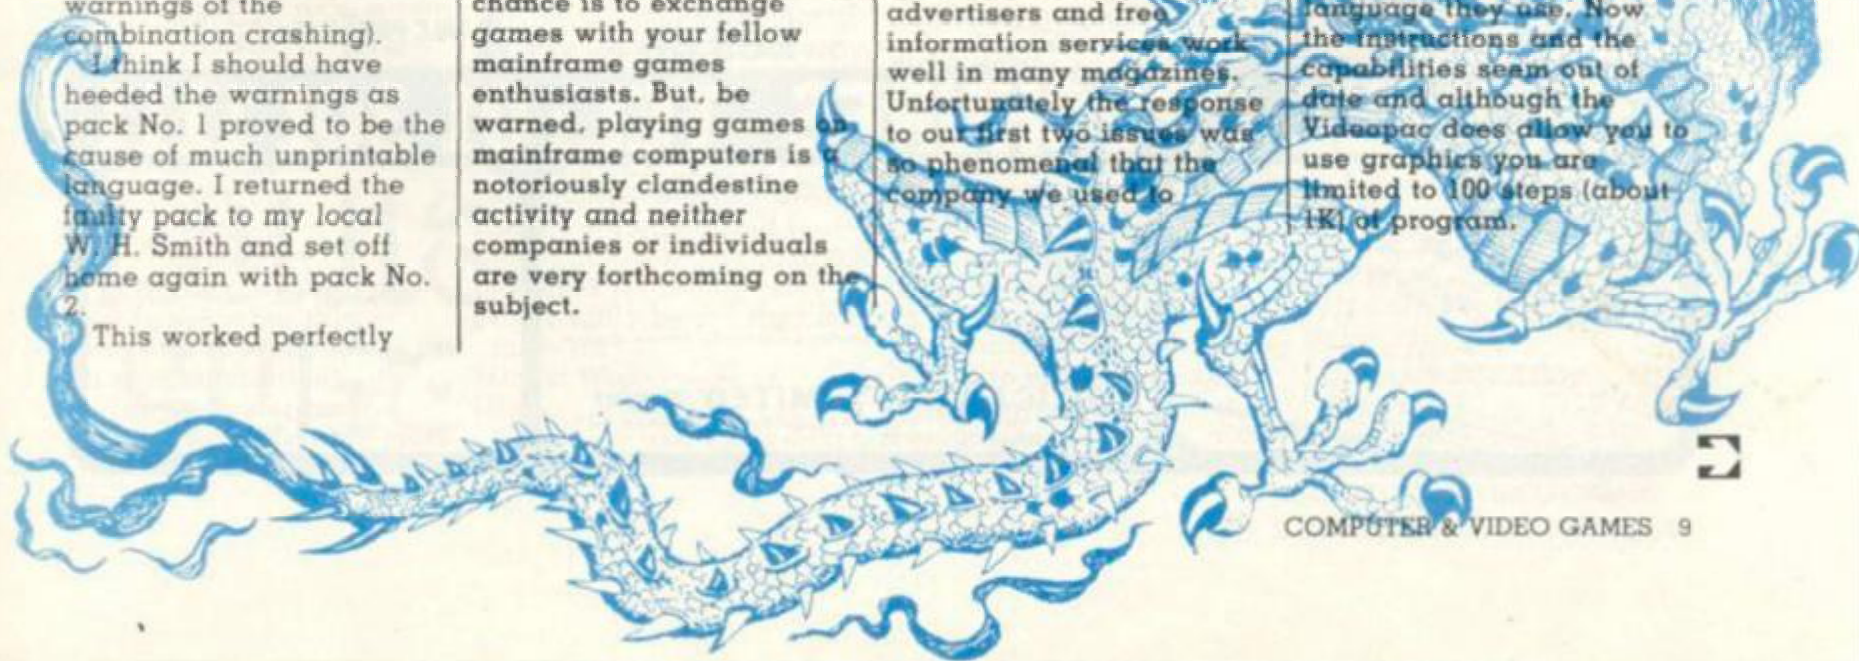 warnings of the
combination crashing).
I think I should have
heeded the warnings as
pack No. 1 proved to be the
cause of much unprintable
language. I returned the
faulty pack to my local
W. H. Smith and set off
home again with pack No.
2.
This worked perfectly
chance is to exchange
games with your fellow
mainframe games
enthusiasts. But, be
warned, playing games on
mainframe computers is a
notoriously clandestine
activity and neither
companies or individuals
are very forthcoming on the
subject.
advertisers and free
information services work
well in many magazines.
Unfortunately the response
to our first two issues was
so phenomenal that the
company we used to
language they use. Now
the instructions and the
capabilities seem out of
date and although the
Videopac does allow you to
use graphics you are
limited to 100 steps (about
1K) of program.
COMPUTER & VIDEO GAMES 9